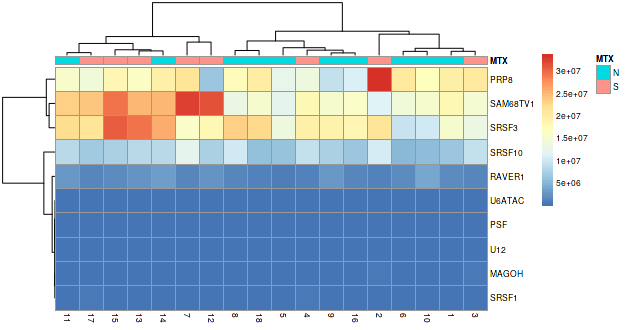 MTX
PRP8
SAM68TV1
SRSF3
SRSF10
RAVER1
U6ATAC
PSF
U12
MAGOH
SRSF1
11 17 15 13 14 7 12 8 18 5 4 9 16 2 6 10 1 3
3e+07
2.5e+07
2e+07
1.5e+07
1e+07
5e+06
MTX
N
S